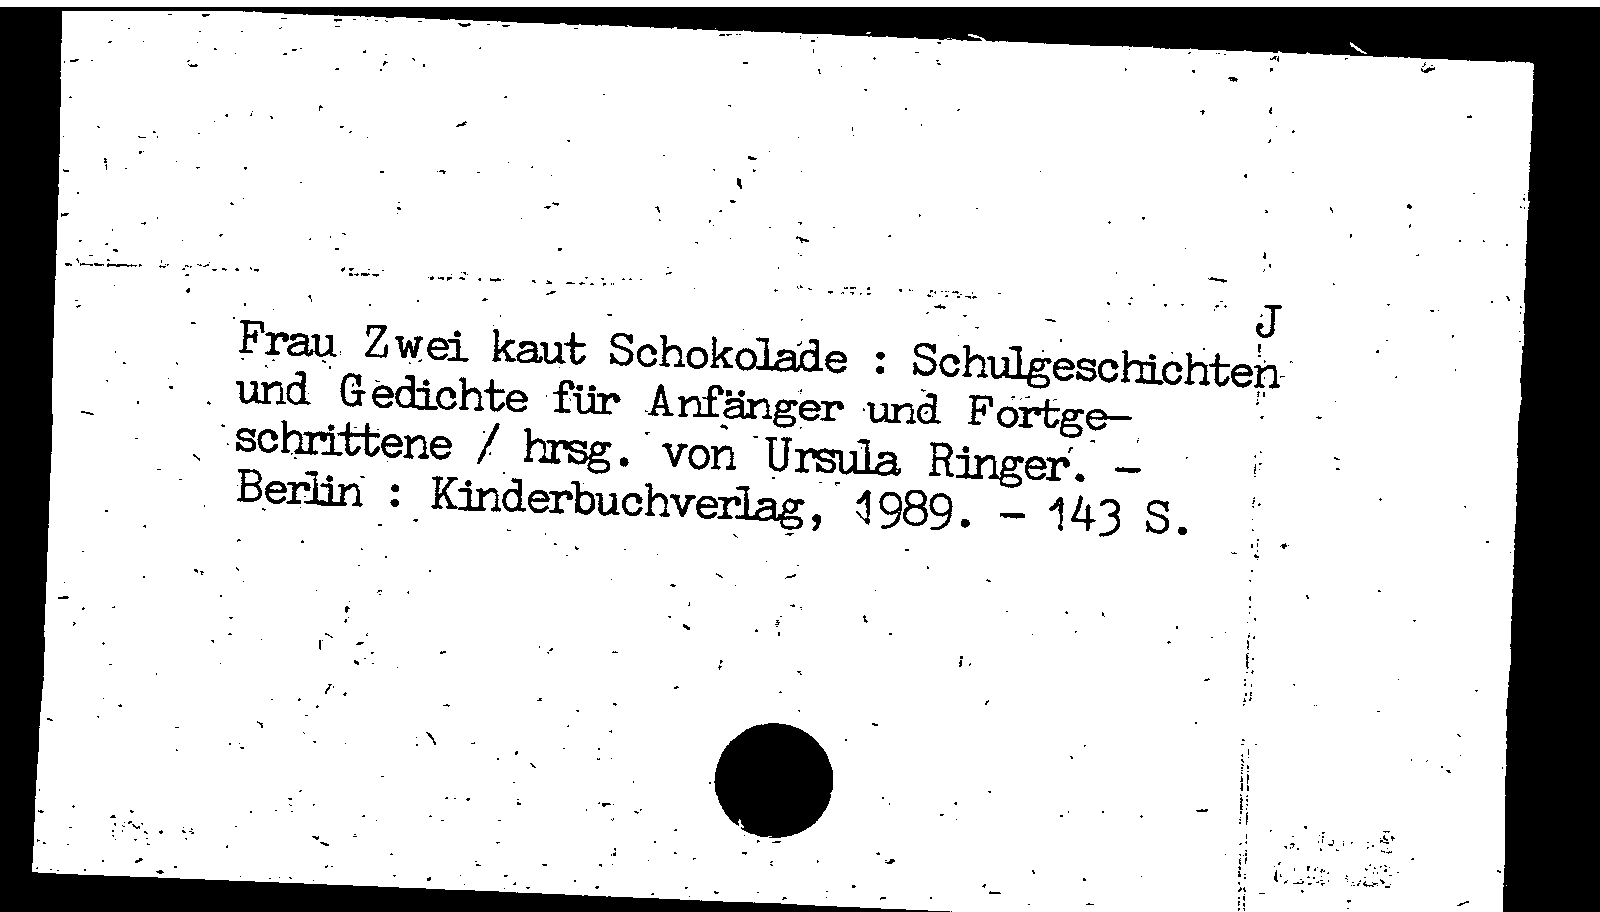 J
Frau Zwei kaut Schokolade : Schulgeschichten
und Gedichte für Anfänger und Fortge-
schrittene / hrsg. von Ursula Ringer. -
Berlin : Kinderbuchverlag, 1989. - 143 S.